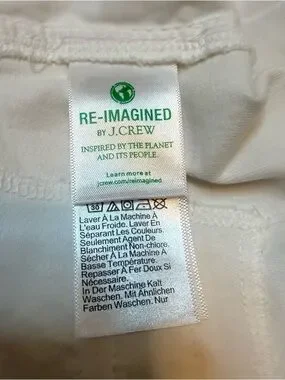 RE-IMAGINED
BY J.CREW
INSPIRED BY THE PLANET
AND ITS PEOPLE.
Learn more at
jcrew.com/reimagined
30
Laver À La Machine À
L'eau Froide. Laver En
Séparant Les Couleurs.
Seulement Agent De
Blanchiment Non-chlore.
Sécher À La Machine À
Basse Température.
Repasser À Fer Doux Si
Nécessaire.
In Der Maschine Kalt
Waschen. Mit Ähnlichen
Farben Waschen. Nur